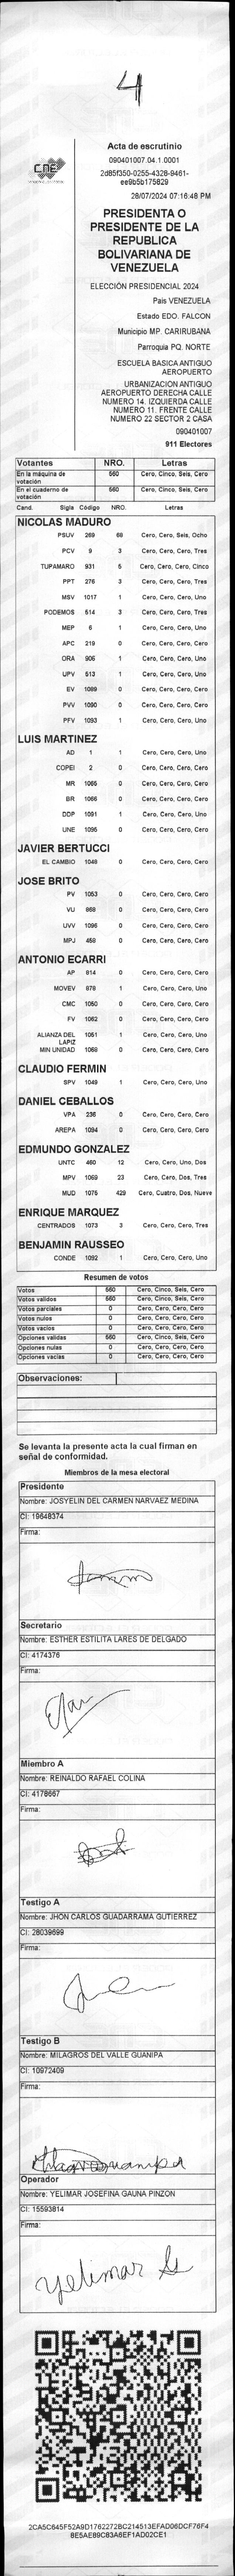 4
CNE
Acta de escrutinio
090401007.04.1.0001
2d85f350-0255-4328-9461-
ee9b5b175829
28/07/2024 07:16:48 PM
PRESIDENTA O
PRESIDENTE DE LA
REPUBLICA
BOLIVARIANA DE
VENEZUELA
ELECCIÓN PRESIDENCIAL 2024
Pais VENEZUELA
Estado EDO. FALCON
Municipio MP. CARIRUBANA
Parroquia PQ. NORTE
ESCUELA BASICA ANTIGUO
AEROPUERTO
URBANIZACION ANTIGUO
AEROPUERTO DERECHA CALLE
NUMERO 14. IZQUIERDA CALLE
NUMERO 11. FRENTE CALLE
NUMERO 22 SECTOR 2 CASA
090401007
911 Electores
Votantes NRO. Letras
En la maquina de votación 560 Cero, Cinco, Seis, Cero
En el cuaderno de votación 560 Cero, Cinco, Seis, Cero
Cand. Sigla Código NRO. Letras
NICOLAS MADURO
PSUV 269 68 Cero, Cero, Seis, Ocho
PCV 9 3 Cero, Cero, Cero, Tres
TUPAMARO 931 5 Cero, Cero, Cero, Cinco
PPT 276 3 Cero, Cero, Cero, Tres
MSV 1017 1 Cero, Cero, Cero, Uno
PODEMOS 514 3 Cero, Cero, Cero, Tres
MEP 6 1 Cero, Cero, Cero, Uno
APC 219 0 Cero, Cero, Cero, Cero
ORA 906 1 Cero, Cero, Cero, Uno
UPV 513 1 Cero, Cero, Cero, Uno
EV 1089 0 Cero, Cero, Cero, Cero
PVV 1090 0 Cero, Cero, Cero, Cero
PFV 1093 1 Cero, Cero, Cero, Uno
LUIS MARTINEZ
AD 1 1 Cero, Cero, Cero, Uno
COPEI 2 0 Cero, Cero, Cero, Cero
MR 1065 0 Cero, Cero, Cero, Cero
BR 1066 0 Cero, Cero, Cero, Cero
DDP 1091 1 Cero, Cero, Cero, Uno
UNE 1095 0 Cero, Cero, Cero, Cero
JAVIER BERTUCCI
EL CAMBIO 1048 0 Cero, Cero, Cero, Cero
JOSE BRITO
PV 1053 0 Cero, Cero, Cero, Cero
VU 868 0 Cero, Cero, Cero, Cero
UVV 1096 0 Cero, Cero, Cero, Cero
MPJ 459 0 Cero, Cero, Cero, Cero
ANTONIO ECARRI
AP 914 0 Cero, Cero, Cero, Cero
MOVEV 978 1 Cero, Cero, Cero, Uno
CMC 1050 0 Cero, Cero, Cero, Cero
FV 1062 0 Cero, Cero, Cero, Cero
ALIANZA DEL LAPIZ 1051 1 Cero, Cero, Cero, Uno
MIN UNIDAD 1068 0 Cero, Cero, Cero, Cero
CLAUDIO FERMIN
SPV 1049 1 Cero, Cero, Cero, Uno
DANIEL CEBALLOS
VPA 236 0 Cero, Cero, Cero, Cero
AREPA 1094 0 Cero, Cero, Cero, Cero
EDMUNDO GONZALEZ
UNTC 460 12 Cero, Cero, Uno, Dos
MPV 1069 23 Cero, Cero, Dos, Tres
MUD 1075 429 Cero, Cuatro, Dos, Nueve
ENRIQUE MARQUEZ
CENTRADOS 1073 3 Cero, Cero, Cero, Tres
BENJAMIN RAUSSEO
CONDE 1092 1 Cero, Cero, Cero, Uno
Resumen de votos
Votos 560 Cero, Cinco, Seis, Cero
Votos validos 560 Cero, Cinco, Seis, Cero
Votos parciales 0 Cero, Cero, Cero, Cero
Votos nulos 0 Cero, Cero, Cero, Cero
Votos vacios 0 Cero, Cero, Cero, Cero
Opciones validas 560 Cero, Cinco, Seis, Cero
Opciones nulas 0 Cero, Cero, Cero, Cero
Opciones vacias 0 Cero, Cero, Cero, Cero
Observaciones:
Se levanta la presente acta la cual firman en
señal de conformidad.
Miembros de la mesa electoral
Presidente
Nombre: JOSYELIN DEL CARMEN NARVAEZ MEDINA
CI: 19648374
Firma:
Secretario
Nombre: ESTHER ESTILITA LARES DE DELGADO
CI: 4174376
Firma:
Miembro A
Nombre: REINALDO RAFAEL COLINA
CI: 4178667
Firma:
Testigo A
Nombre: JHON CARLOS GUADARRAMA GUTIERREZ
CI: 28039699
Firma:
Testigo B
Nombre: MILAGROS DEL VALLE GUANIPA
CI: 10972409
Firma:
Milagros Guanipa
Operador
Nombre: YELIMAR JOSEFINA GAUNA PINZON
CI: 15593814
Firma:
Yelimar G
2CA5C645F52A9D1762272BC214513EFAD06DCF76F4
8E5AE89C83A6EF1AD02CE1